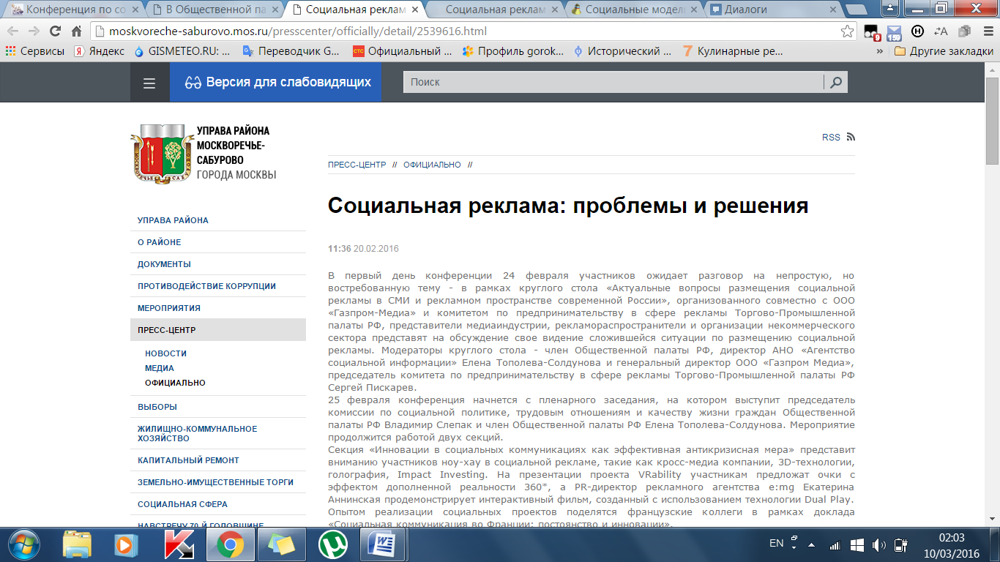 Конференция по со
В Общественной па
Социальная реклам
Социальная реклам
Социальные модел
Диалоги
moskvoreche-saburovo.mos.ru/presscenter/officially/detail/2539616.html
Сервисы
Яндекс
GISMETEO.RU: ...
Переводчик G...
СТС
Официальный ...
Профиль gorok...
Исторический ...
Кулинарные ре...
»
Другие закладки
Версия для слабовидящих
Поиск
УПРАВА РАЙОНА
МОСКВОРЕЧЬЕ-
САБУРОВО
ГОРОДА МОСКВЫ
RSS
ПРЕСС-ЦЕНТР // ОФИЦИАЛЬНО //
Социальная реклама: проблемы и решения
11:36 20.02.2016
УПРАВА РАЙОНА
О РАЙОНЕ
ДОКУМЕНТЫ
ПРОТИВОДЕЙСТВИЕ КОРРУПЦИИ
МЕРОПРИЯТИЯ
ПРЕСС-ЦЕНТР
НОВОСТИ
МЕДИА
ОФИЦИАЛЬНО
ВЫБОРЫ
ЖИЛИЩНО-КОММУНАЛЬНОЕ
ХОЗЯЙСТВО
КАПИТАЛЬНЫЙ РЕМОНТ
ЗЕМЕЛЬНО-ИМУЩЕСТВЕННЫЕ ТОРГИ
СОЦИАЛЬНАЯ СФЕРА
НАВСТРЕЧУ 70-Й ГОДОВЩИНЕ
В первый день конференции 24 февраля участников ожидает разговор на непростую, но
востребованную тему - в рамках круглого стола «Актуальные вопросы размещения социальной
рекламы в СМИ и рекламном пространстве современной России», организованного совместно с ООО
«Газпром-Медиа» и комитетом по предпринимательству в сфере рекламы Торгово-Промышленной
палаты РФ, представители медиаиндустрии, рекламораспространители и организации некоммерческого
сектора представят на обсуждение свое видение сложившейся ситуации по размещению социальной
рекламы. Модераторы круглого стола - член Общественной палаты РФ, директор АНО «Агентство
социальной информации» Елена Тополева-Солдунова и генеральный директор ООО «Газпром Медиа»,
председатель комитета по предпринимательству в сфере рекламы Торгово-Промышленной палаты РФ
Сергей Пискарев.
25 февраля конференция начнется с пленарного заседания, на котором выступит председатель
комиссии по социальной политике, трудовым отношениям и качеству жизни граждан Общественной
палаты РФ Владимир Слепак и член Общественной палаты РФ Елена Тополева-Солдунова. Мероприятие
продолжится работой двух секций.
Секция «Инновации в социальных коммуникациях как эффективная антикризисная мера» представит
вниманию участников ноу-хау в социальной рекламе, такие как кросс-медиа компании, 3D-технологии,
голография, Impact Investing. На презентации проекта VRability участникам предложат очки с
эффектом дополненной реальности 360*, а PR-директор рекламного агентства e:mg Екатерина
Аннинская продемонстрирует интерактивный фильм, созданный с использованием технологии Dual Play.
Опытом реализации социальных проектов поделятся французские коллеги в рамках доклада
«Социальная коммуникация во Франции: постоянство и инновации».
EN
02:03
10/03/2016